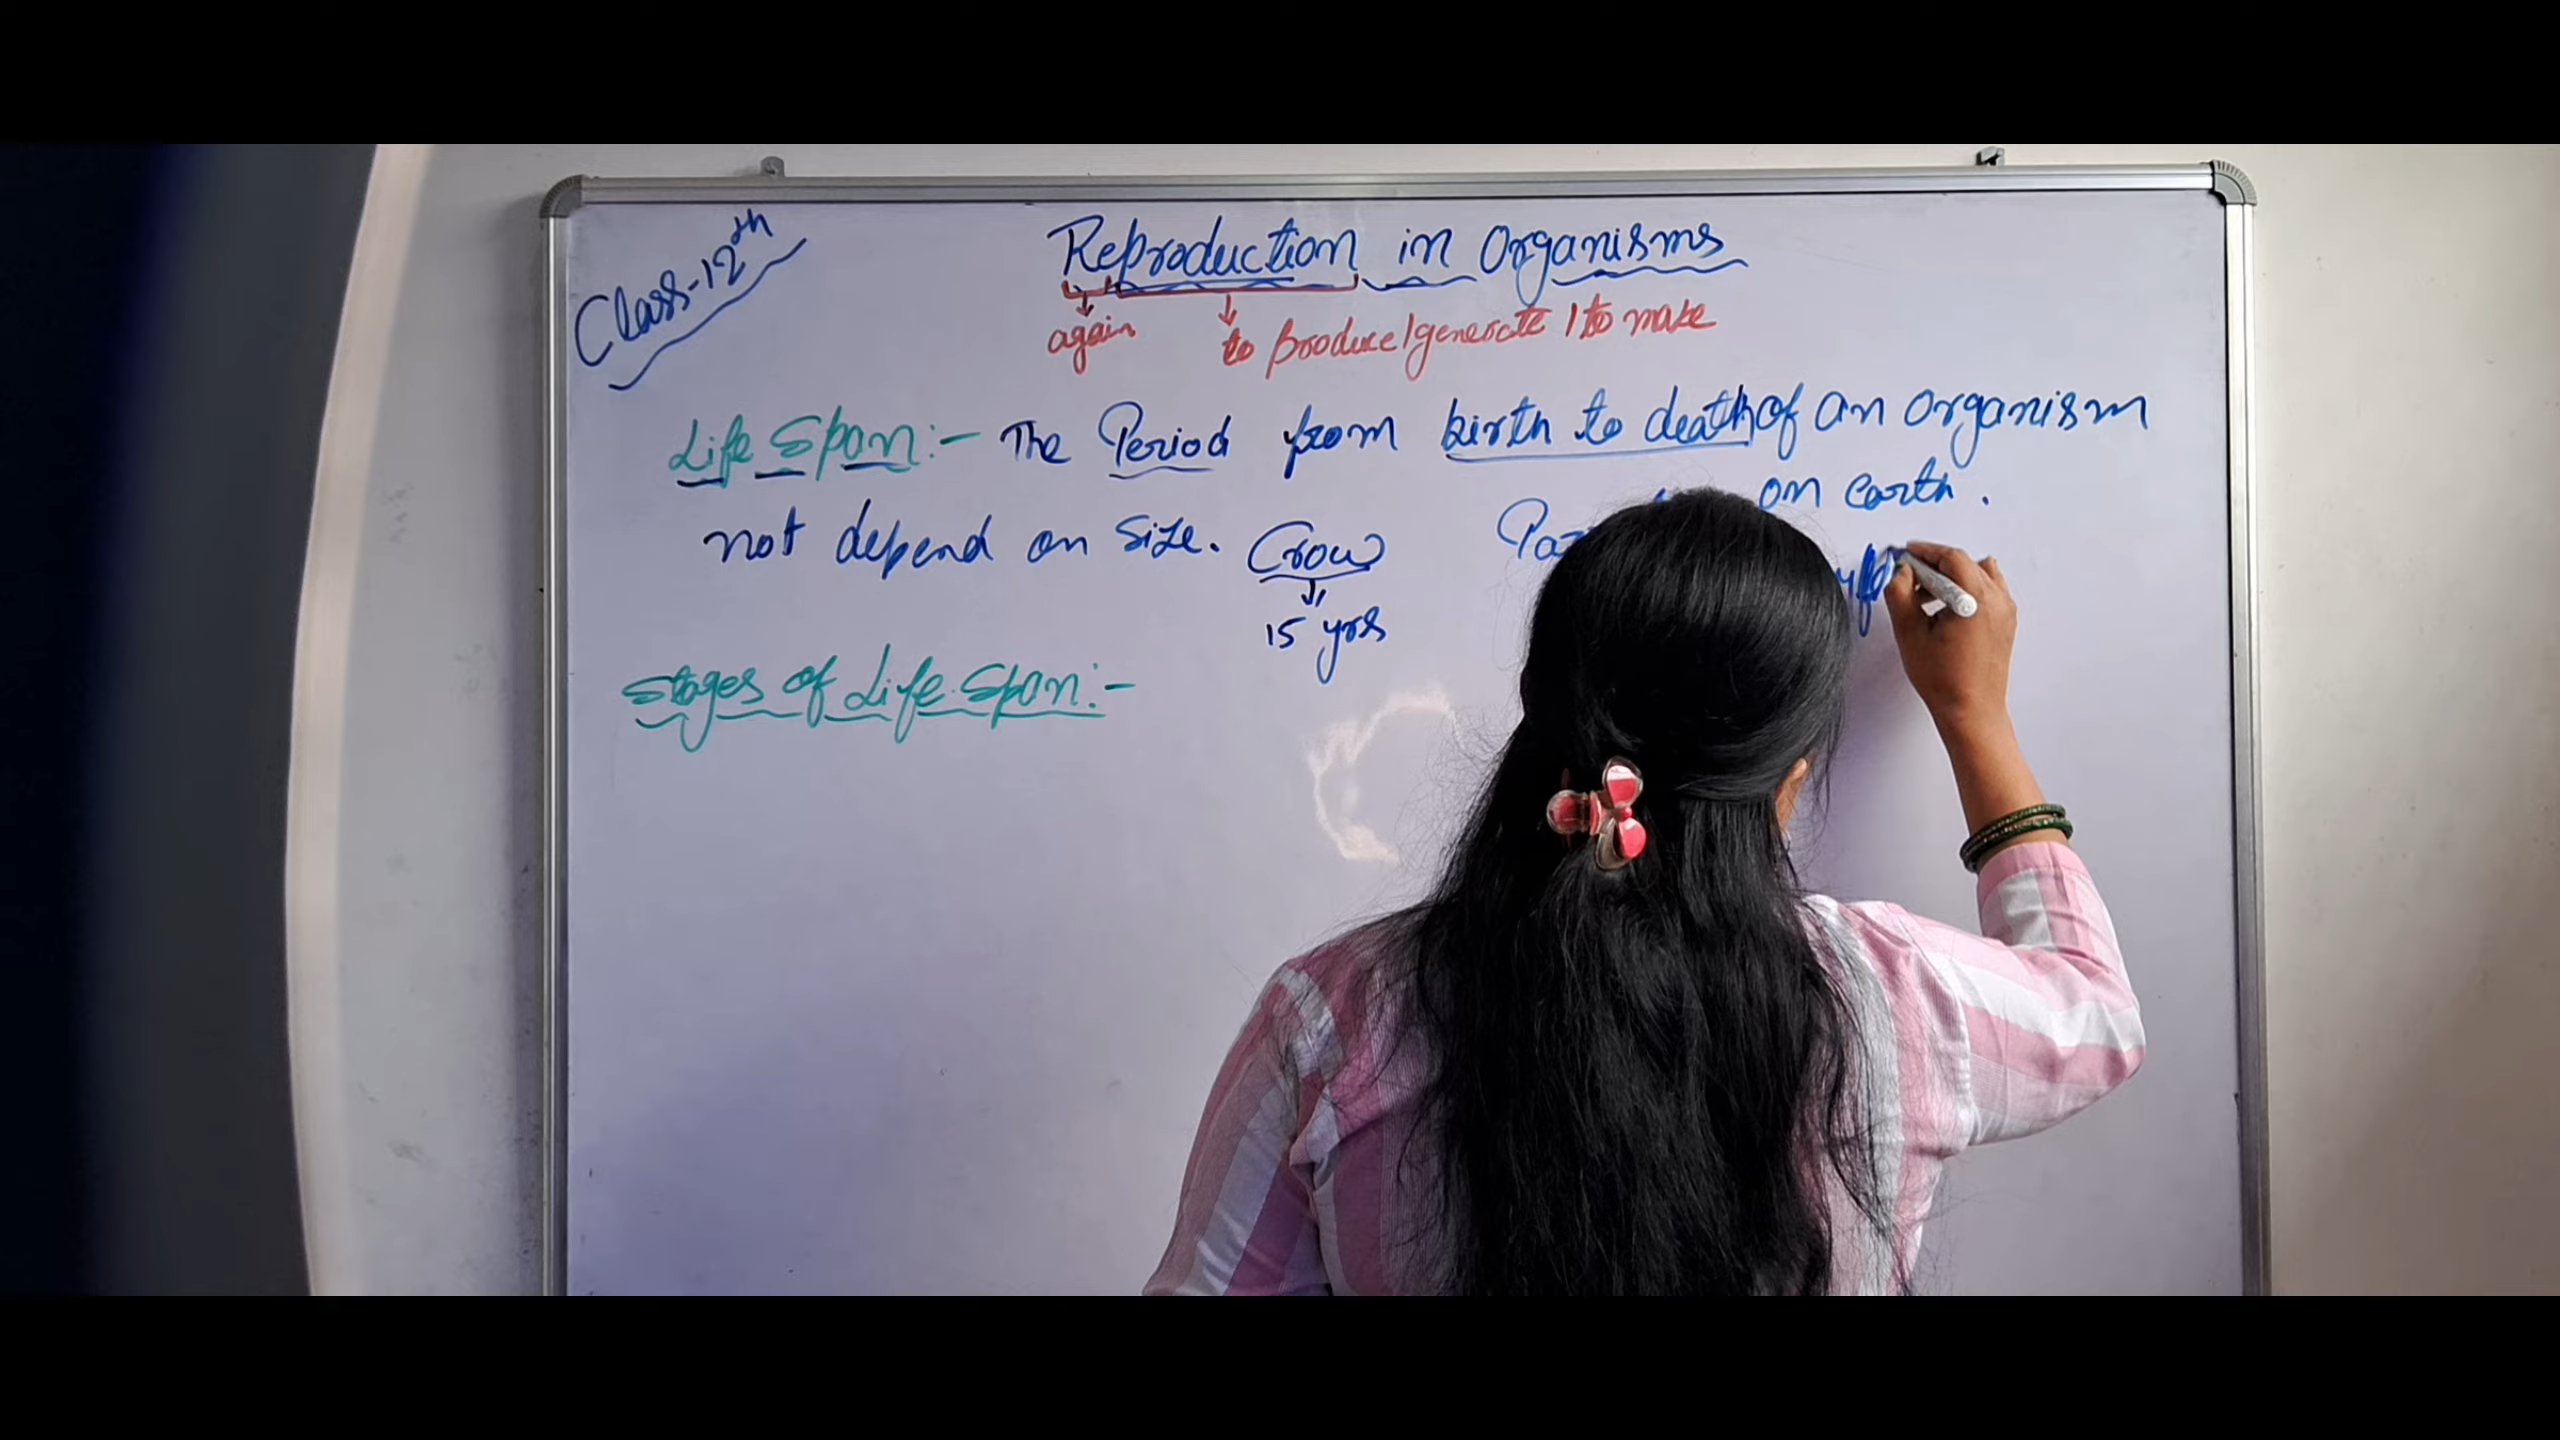 Class-12th
Reproduction in Organisms
again
to produce/generate/to make
Life Span:- The Period from birth to death of an organism
on earth.
not depend on size. Crow
15 yrs
Stages of Life Span:-